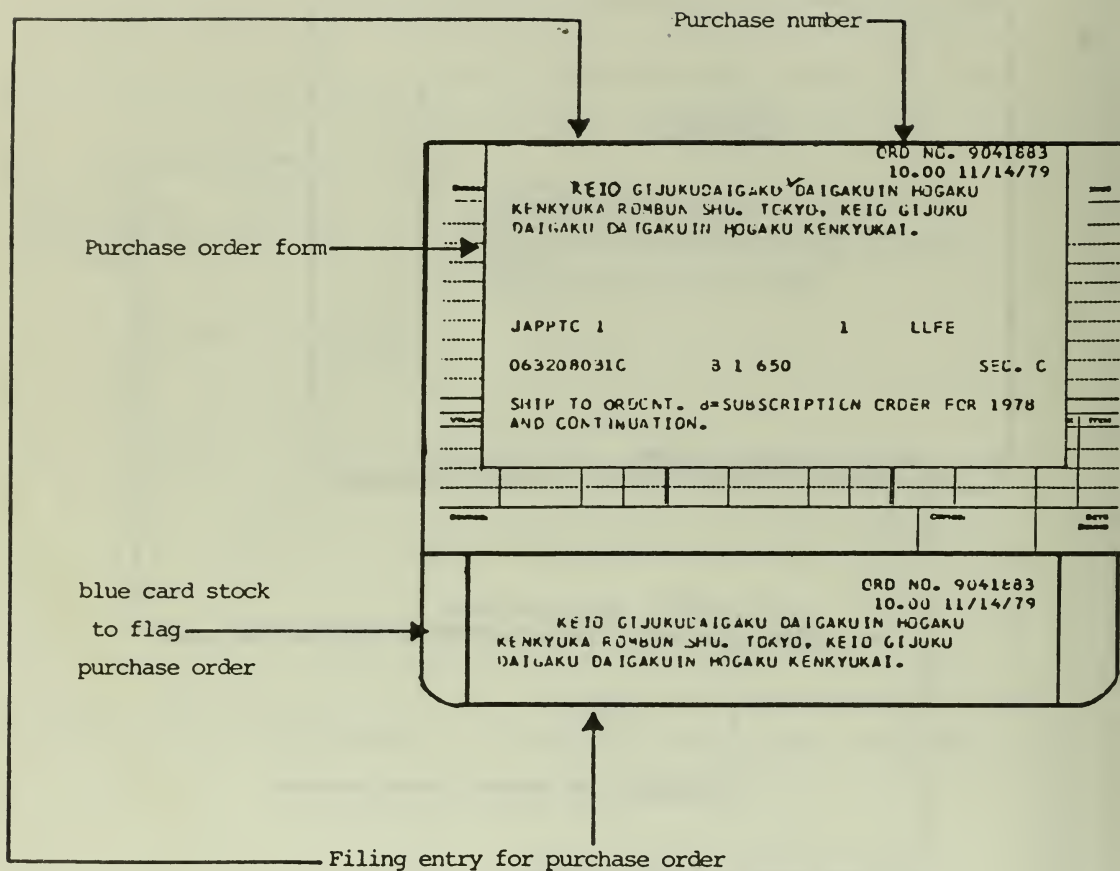 Purchase number
ORD NO. 9041883
10.00 11/14/79
KEIO GIJUKUDAIGAKU DAIGAKUIN HOGAKU
KENKYUKA ROMBUN SHU. TOKYO, KEIO GIJUKU
DAIGAKU DAIGAKUIN HOGAKU KENKYUKAI.
Purchase order form
JAPPTC 1 1 LLFE
063208031C 3 1 650 SEC. C
SHIP TO ORDCNT. d=SUBSCRIPTION ORDER FOR 1978
AND CONTINUATION.
ITEM
ORD NO. 9041883
10.00 11/14/79
KEIO GIJUKUDAIGAKU DAIGAKUIN HOGAKU
KENKYUKA ROMBUN SHU. TOKYO, KEIO GIJUKU
DAIGAKU DAIGAKUIN HOGAKU KENKYUKAI.
blue card stock
to flag
purchase order
Filing entry for purchase order